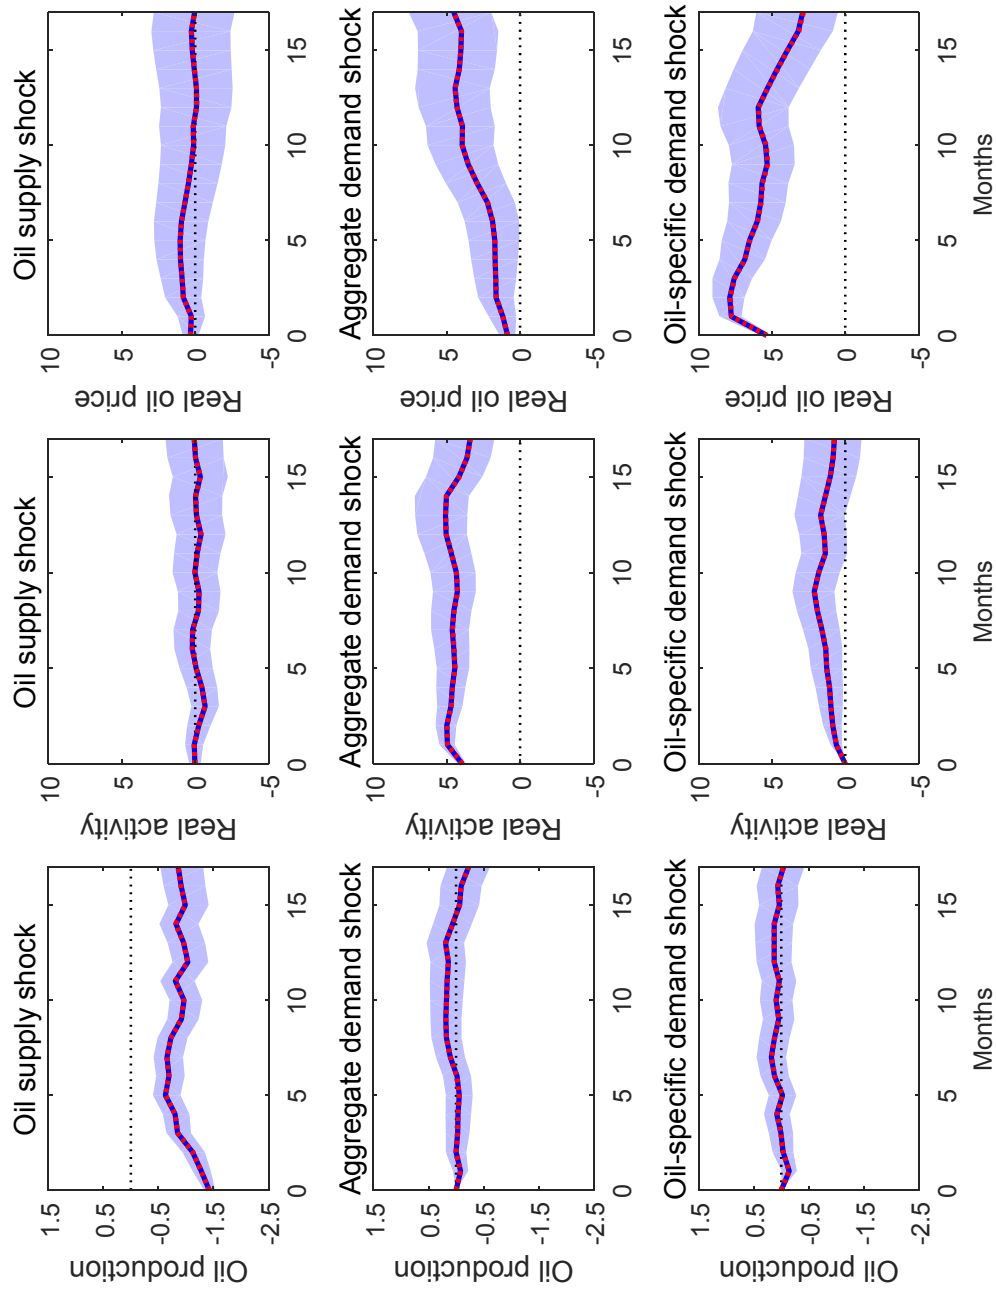 Oil supply shock
Oil production
1.5
0.5
-0.5
-1.5
-2.5
0 5 10 15
Oil supply shock
Real activity
10
5
0
-5
0 5 10 15
Oil supply shock
Real oil price
10
5
0
-5
0 5 10 15
Aggregate demand shock
Oil production
1.5
0.5
-0.5
-1.5
-2.5
0 5 10 15
Aggregate demand shock
Real activity
10
5
0
-5
0 5 10 15
Aggregate demand shock
Real oil price
10
5
0
-5
0 5 10 15
Oil-specific demand shock
Oil production
1.5
0.5
-0.5
-1.5
-2.5
0 5 10 15
Months
Oil-specific demand shock
Real activity
10
5
0
-5
0 5 10 15
Months
Oil-specific demand shock
Real oil price
10
5
0
-5
0 5 10 15
Months